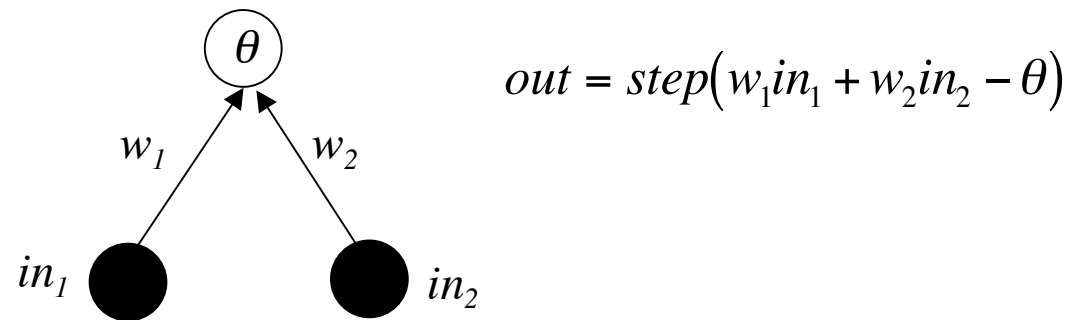 θ
out = step(w₁in₁ + w₂in₂ − θ)
w₁ w₂
in₁ in₂